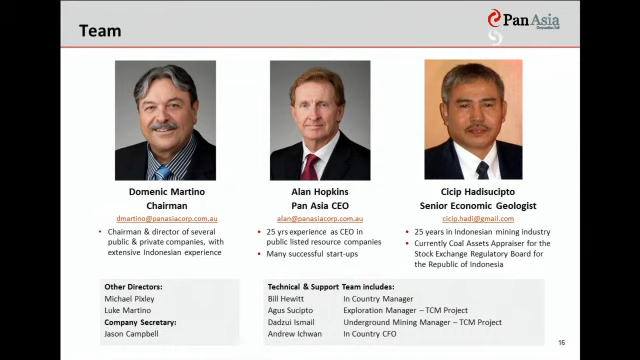 Team
Pan Asia
Corporation Ltd
Domenic Martino
Chairman
dmartino@panasiacorp.com.au
• Chairman & director of several
public & private companies, with
extensive Indonesian experience
Alan Hopkins
Pan Asia CEO
alan@panasiacorp.com.au
• 25 yrs experience as CEO in
public listed resource companies
• Many successful start-ups
Cicip Hadisucipto
Senior Economic Geologist
cicip.hadi@gmail.com
• 25 years in Indonesian mining industry
• Currently Coal Assets Appraiser for the
Stock Exchange Regulatory Board for
the Republic of Indonesia
Other Directors:
Michael Pixley
Luke Martino
Company Secretary:
Jason Campbell
Technical & Support Team includes:
Bill Hewitt In Country Manager
Agus Sucipto Exploration Manager – TCM Project
Dadzui Ismail Underground Mining Manager – TCM Project
Andrew Ichwan In Country CFO
16